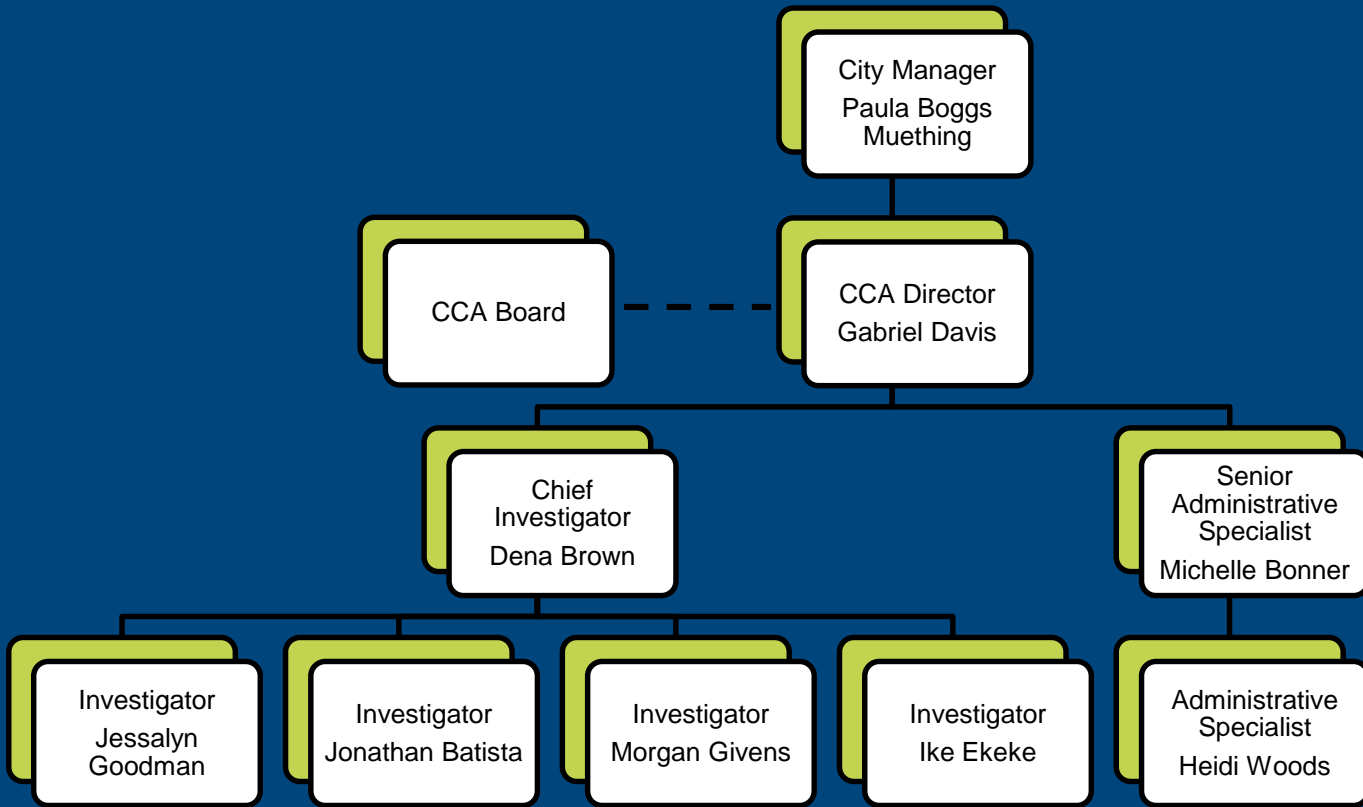 City Manager
Paula Boggs
Muething
CCA Board
CCA Director
Gabriel Davis
Chief
Investigator
Dena Brown
Senior
Administrative
Specialist
Michelle Bonner
Investigator
Jessalyn
Goodman
Investigator
Jonathan Batista
Investigator
Morgan Givens
Investigator
Ike Ekeke
Administrative
Specialist
Heidi Woods